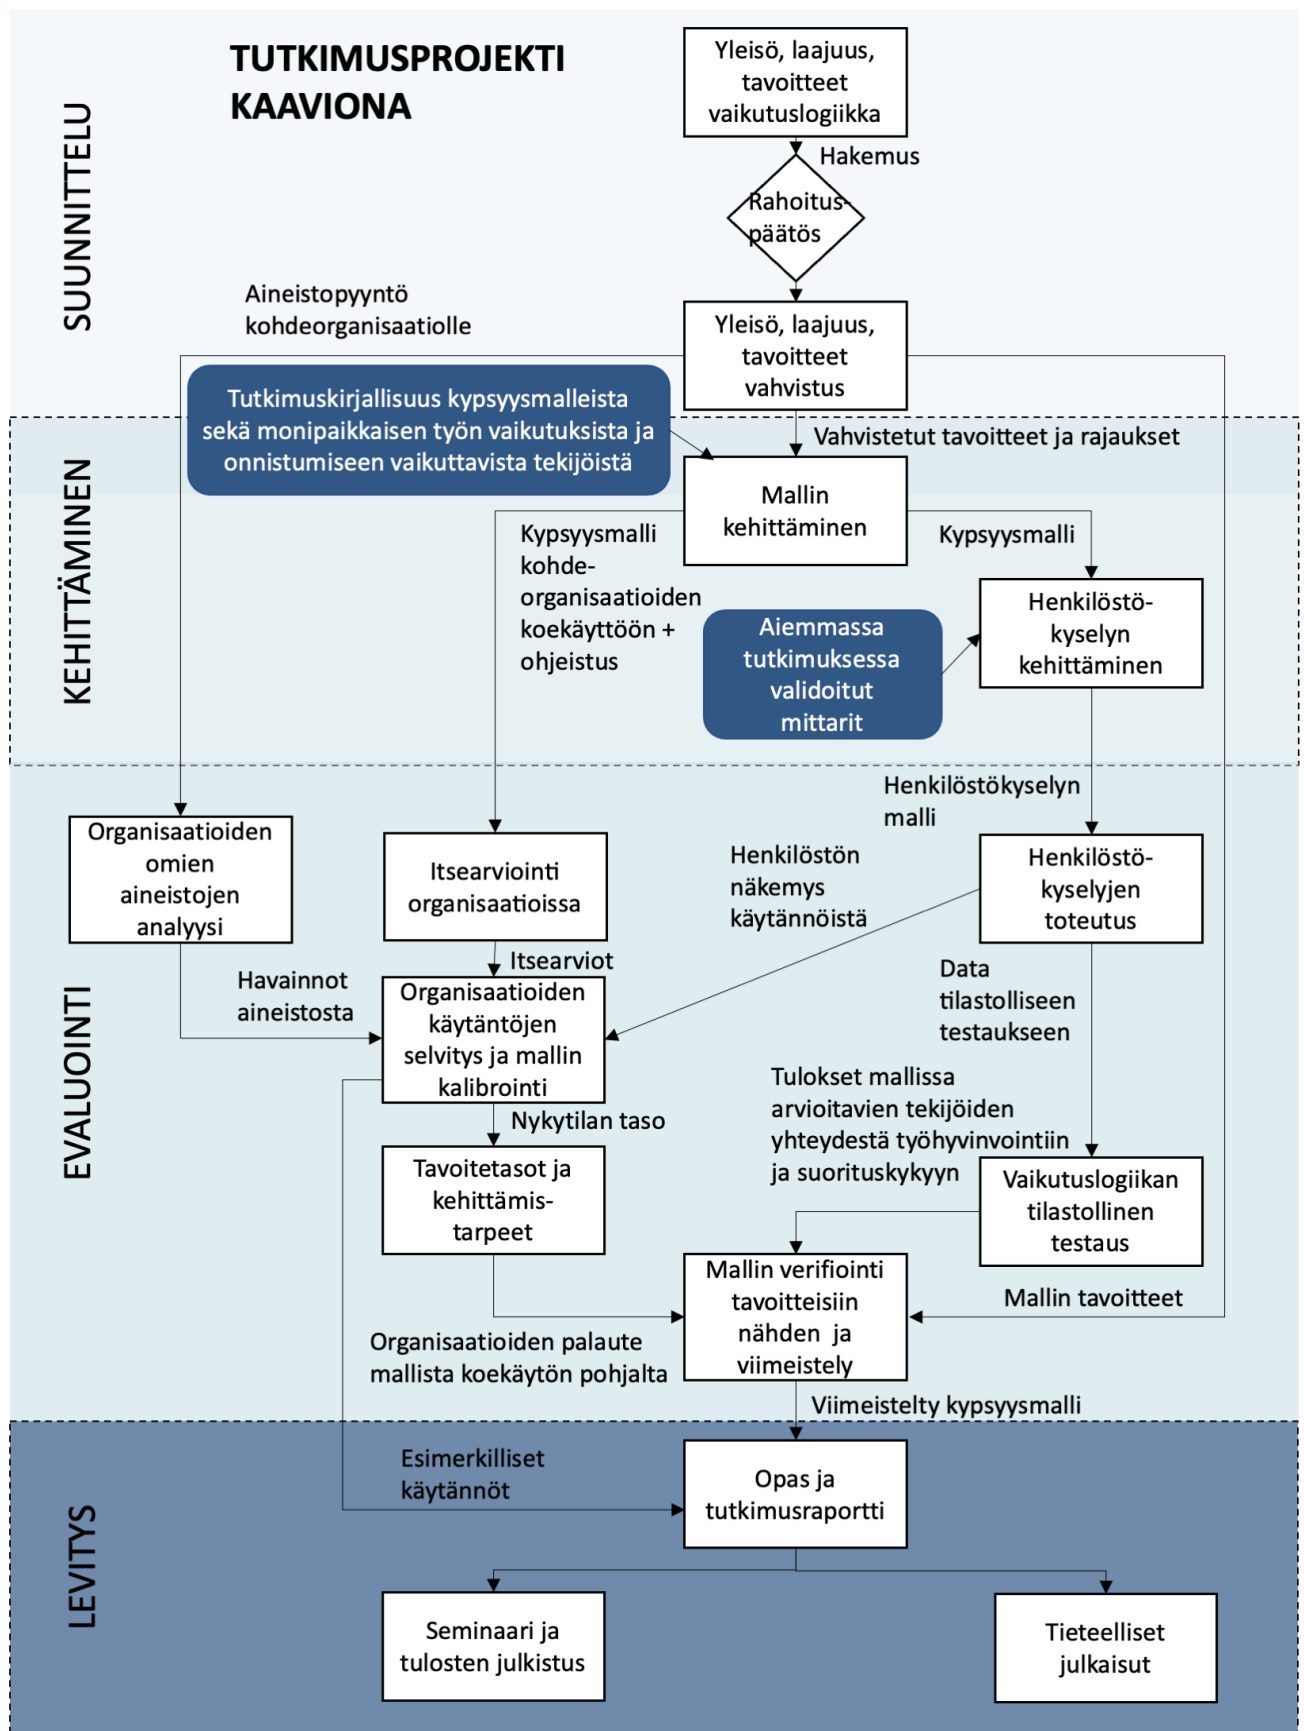 TUTKIMUSPROJEKTI
KAAVIONA
SUUNNITTELU
Yleisö, laajuus,
tavoitteet
vaikutuslogiikka
Hakemus
Rahoitus-
päätös
Aineistopyyntö
kohdeorganisaatiolle
Yleisö, laajuus,
tavoitteet
vahvistus
Tutkimuskirjallisuus kypsyysmalleista
sekä monipaikkaisen työn vaikutuksista ja
onnistumiseen vaikuttavista tekijöistä
Vahvistetut tavoitteet ja rajaukset
KEHITTÄMINEN
Mallin
kehittäminen
Kypsyysmalli
kohde-
organisaatioiden
koekäyttöön +
ohjeistus
Kypsyysmalli
Henkilöstö-
kyselyn
kehittäminen
Aiemmassa
tutkimuksessa
validoitut
mittarit
Henkilöstökyselyn
malli
EVALUOINTI
Organisaatioiden
omien
aineistojen
analyysi
Itsearviointi
organisaatioissa
Henkilöstön
näkemys
käytännöistä
Henkilöstö-
kyselyjen
toteutus
Itsearviot
Havainnot
aineistosta
Organisaatioiden
käytäntöjen
selvitys ja mallin
kalibrointi
Data
tilastolliseen
testaukseen
Nykytilan taso
Tulokset mallissa
arvioitavien tekijöiden
yhteydestä työhyvinvointiin
ja suorituskykyyn
Tavoitetasot ja
kehittämis-
tarpeet
Vaikutuslogiikan
tilastollinen
testaus
Mallin verifiointi
tavoitteisiin
nähden ja
viimeistely
Mallin tavoitteet
Organisaatioiden palaute
mallista koekäytön pohjalta
Viimeistelty kypsyysmalli
LEVITYS
Esimerkilliset
käytännöt
Opas ja
tutkimusraportti
Seminaari ja
tulosten julkistus
Tieteelliset
julkaisut